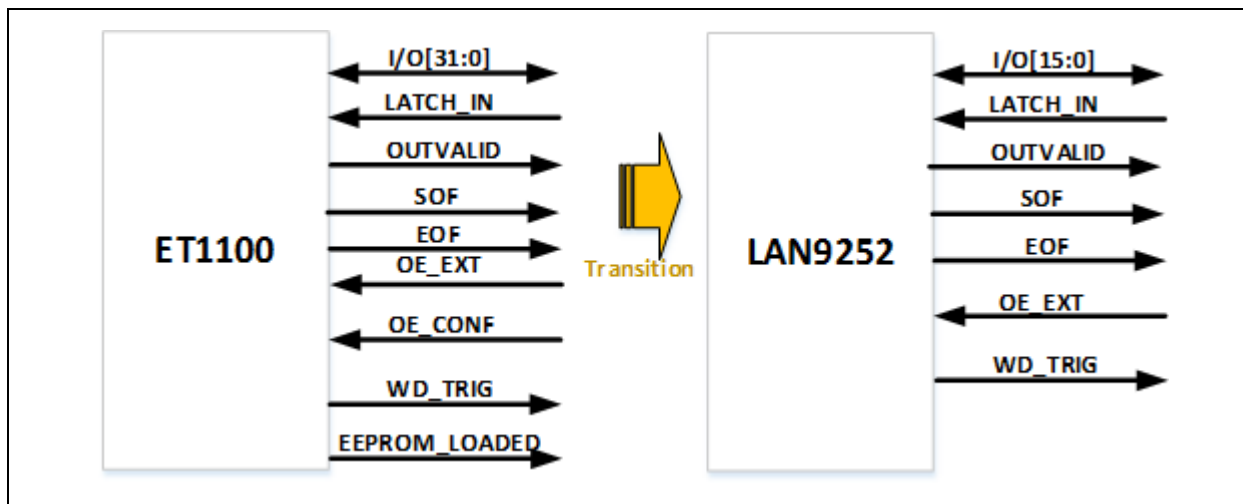 I/O[31:0]
LATCH_IN
OUTVALID
SOF
EOF
OE_EXT
OE_CONF
WD_TRIG
EEPROM_LOADED
ET1100
Transition
I/O[15:0]
LATCH_IN
OUTVALID
SOF
EOF
OE_EXT
WD_TRIG
LAN9252